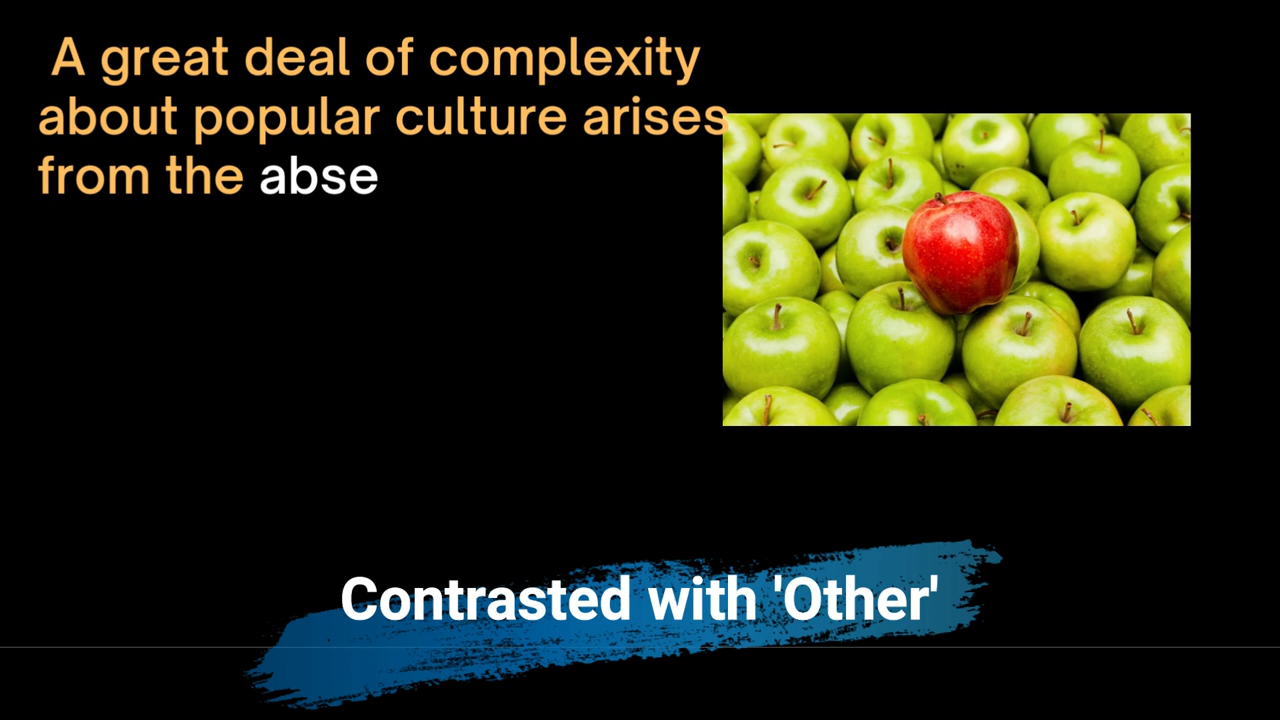 A great deal of complexity
about popular culture arises
from the abse
Contrasted with 'Other'